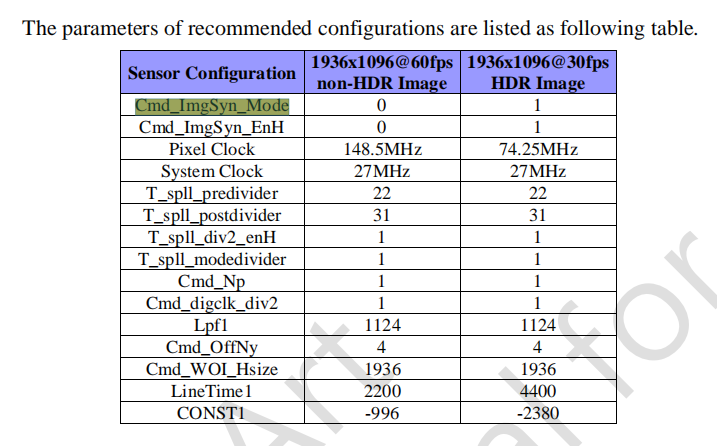 The parameters of recommended configurations are listed as following table.
Sensor Configuration 1936x1096@60fps non-HDR Image 1936x1096@30fps HDR Image
Cmd_ImgSyn_Mode 0 1
Cmd_ImgSyn_EnH 0 1
Pixel Clock 148.5MHz 74.25MHz
System Clock 27MHz 27MHz
T_spll_predivider 22 22
T_spll_postdivider 31 31
T_spll_div2_enH 1 1
T_spll_modedivider 1 1
Cmd_Np 1 1
Cmd_digclk_div2 1 1
Lpf1 1124 1124
Cmd_OffNy 4 4
Cmd_WOI_Hsize 1936 1936
LineTime1 2200 4400
CONST1 -996 -2380
Art
for